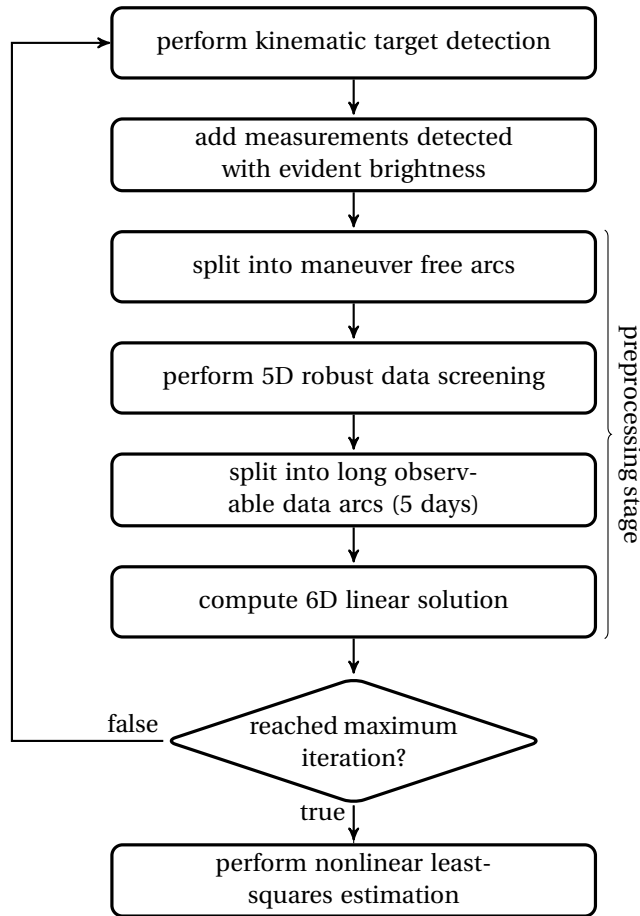 perform kinematic target detection
add measurements detected
with evident brightness
split into maneuver free arcs
perform 5D robust data screening
split into long observ-
able data arcs (5 days)
compute 6D linear solution
preprocessing stage
reached maximum
iteration?
false
true
perform nonlinear least-
squares estimation